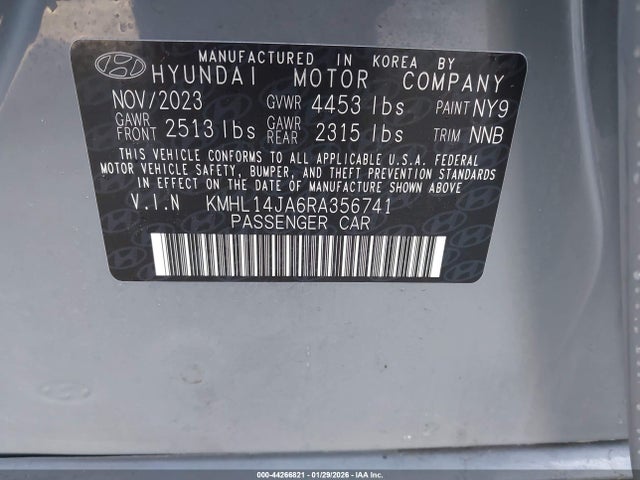 MANUFACTURED IN KOREA BY
HYUNDAI MOTOR COMPANY
NOV/2023 GVWR 4453 lbs PAINT NY9
GAWR FRONT 2513 lbs GAWR REAR 2315 lbs TRIM NNB
THIS VEHICLE CONFORMS TO ALL APPLICABLE U.S.A. FEDERAL
MOTOR VEHICLE SAFETY, BUMPER, AND THEFT PREVENTION STANDARDS
IN EFFECT ON THE DATE OF MANUFACTURE SHOWN ABOVE
V.I.N KMHL14JA6RA356741
PASSENGER CAR
000-44266821 - 01/29/2026 - IAAI.COM